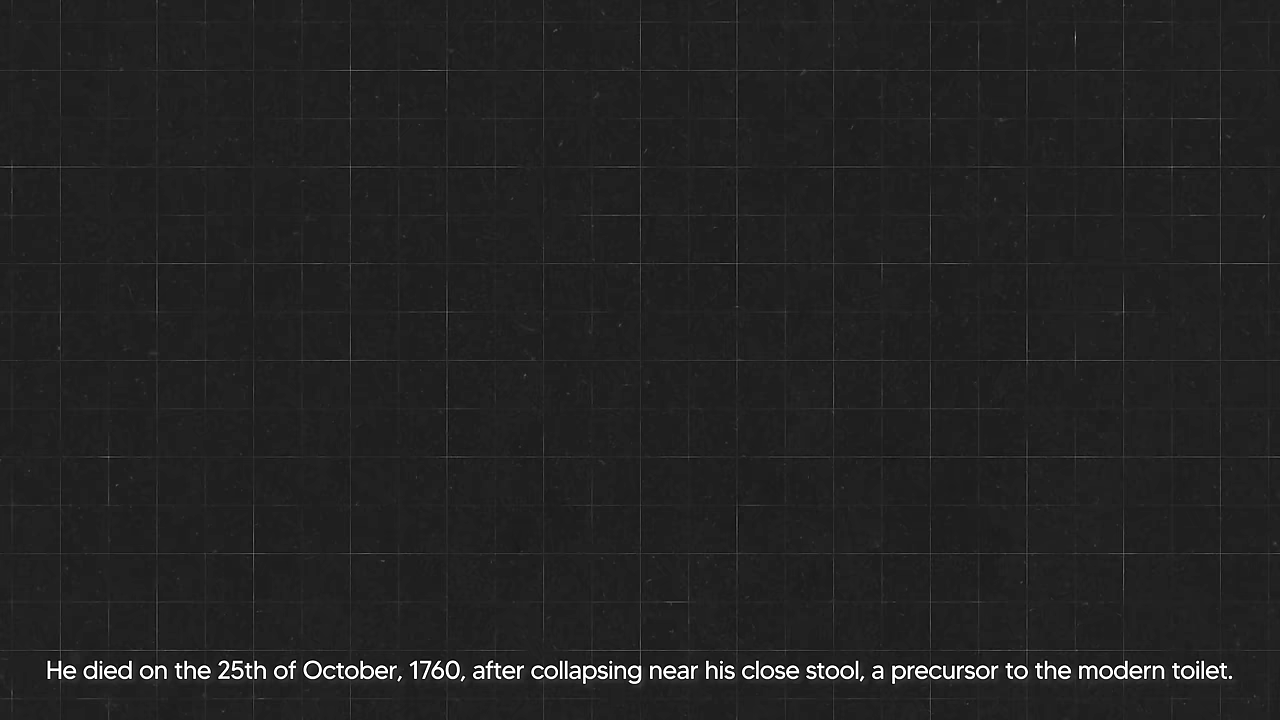 He died on the 25th of October, 1760, after collapsing near his close stool, a precursor to the modern toilet.